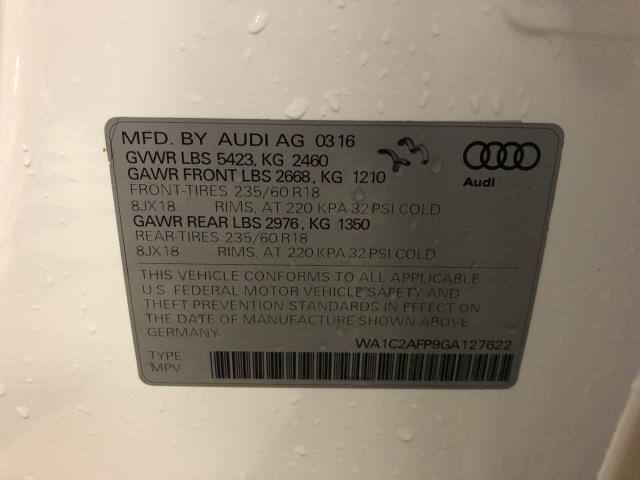 MFD. BY AUDI AG 03 16
GVWR LBS 5423, KG 2460
GAWR FRONT LBS 2668, KG 1210
FRONT-TIRES 235/60 R18
8JX18 RIMS, AT 220 KPA 32 PSI COLD
GAWR REAR LBS 2976, KG 1350
REAR-TIRES 235/60 R18
8JX18 RIMS, AT 220 KPA 32 PSI COLD
Audi
THIS VEHICLE CONFORMS TO ALL APPLICABLE
U.S. FEDERAL MOTOR VEHICLE SAFETY AND
THEFT PREVENTION STANDARDS IN EFFECT ON
THE DATE OF MANUFACTURE SHOWN ABOVE
GERMANY
WA1C2AFP9GA127622
TYPE
MPV